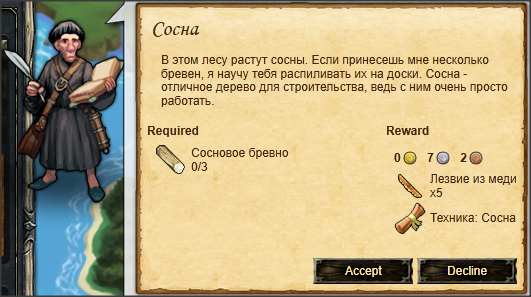 Сосна
В этом лесу растут сосны. Если принесешь мне несколько
бревен, я научу тебя распиливать их на доски. Сосна -
отличное дерево для строительства, ведь с ним очень просто
работать.
Required
Сосновое бревно
0/3
Reward
0 7 2
Лезвие из меди
x5
Техника: Сосна
Accept Decline